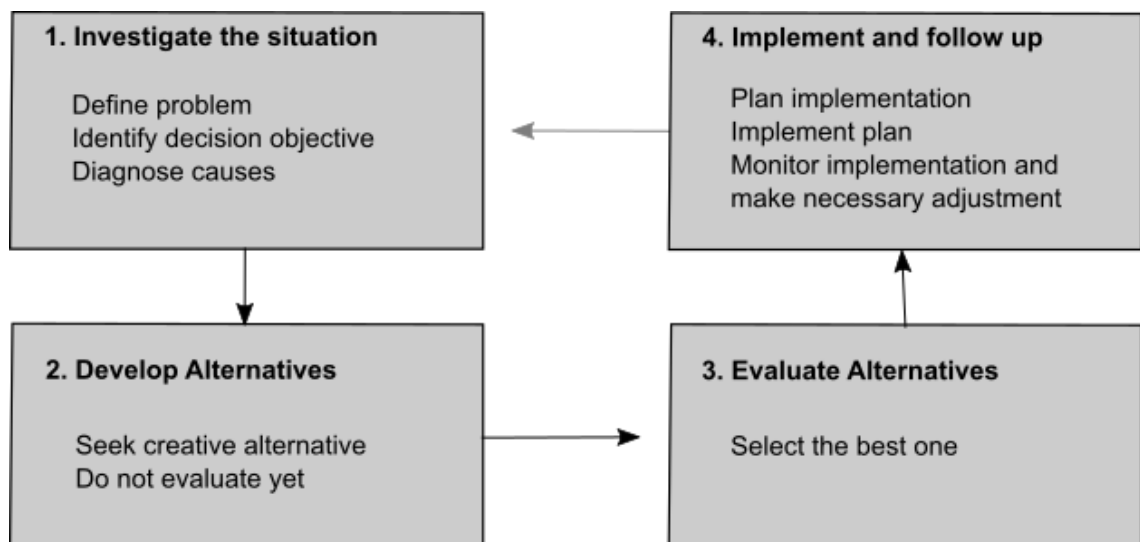 1. Investigate the situation
Define problem
Identify decision objective
Diagnose causes
2. Develop Alternatives
Seek creative alternative
Do not evaluate yet
3. Evaluate Alternatives
Select the best one
4. Implement and follow up
Plan implementation
Implement plan
Monitor implementation and
make necessary adjustment